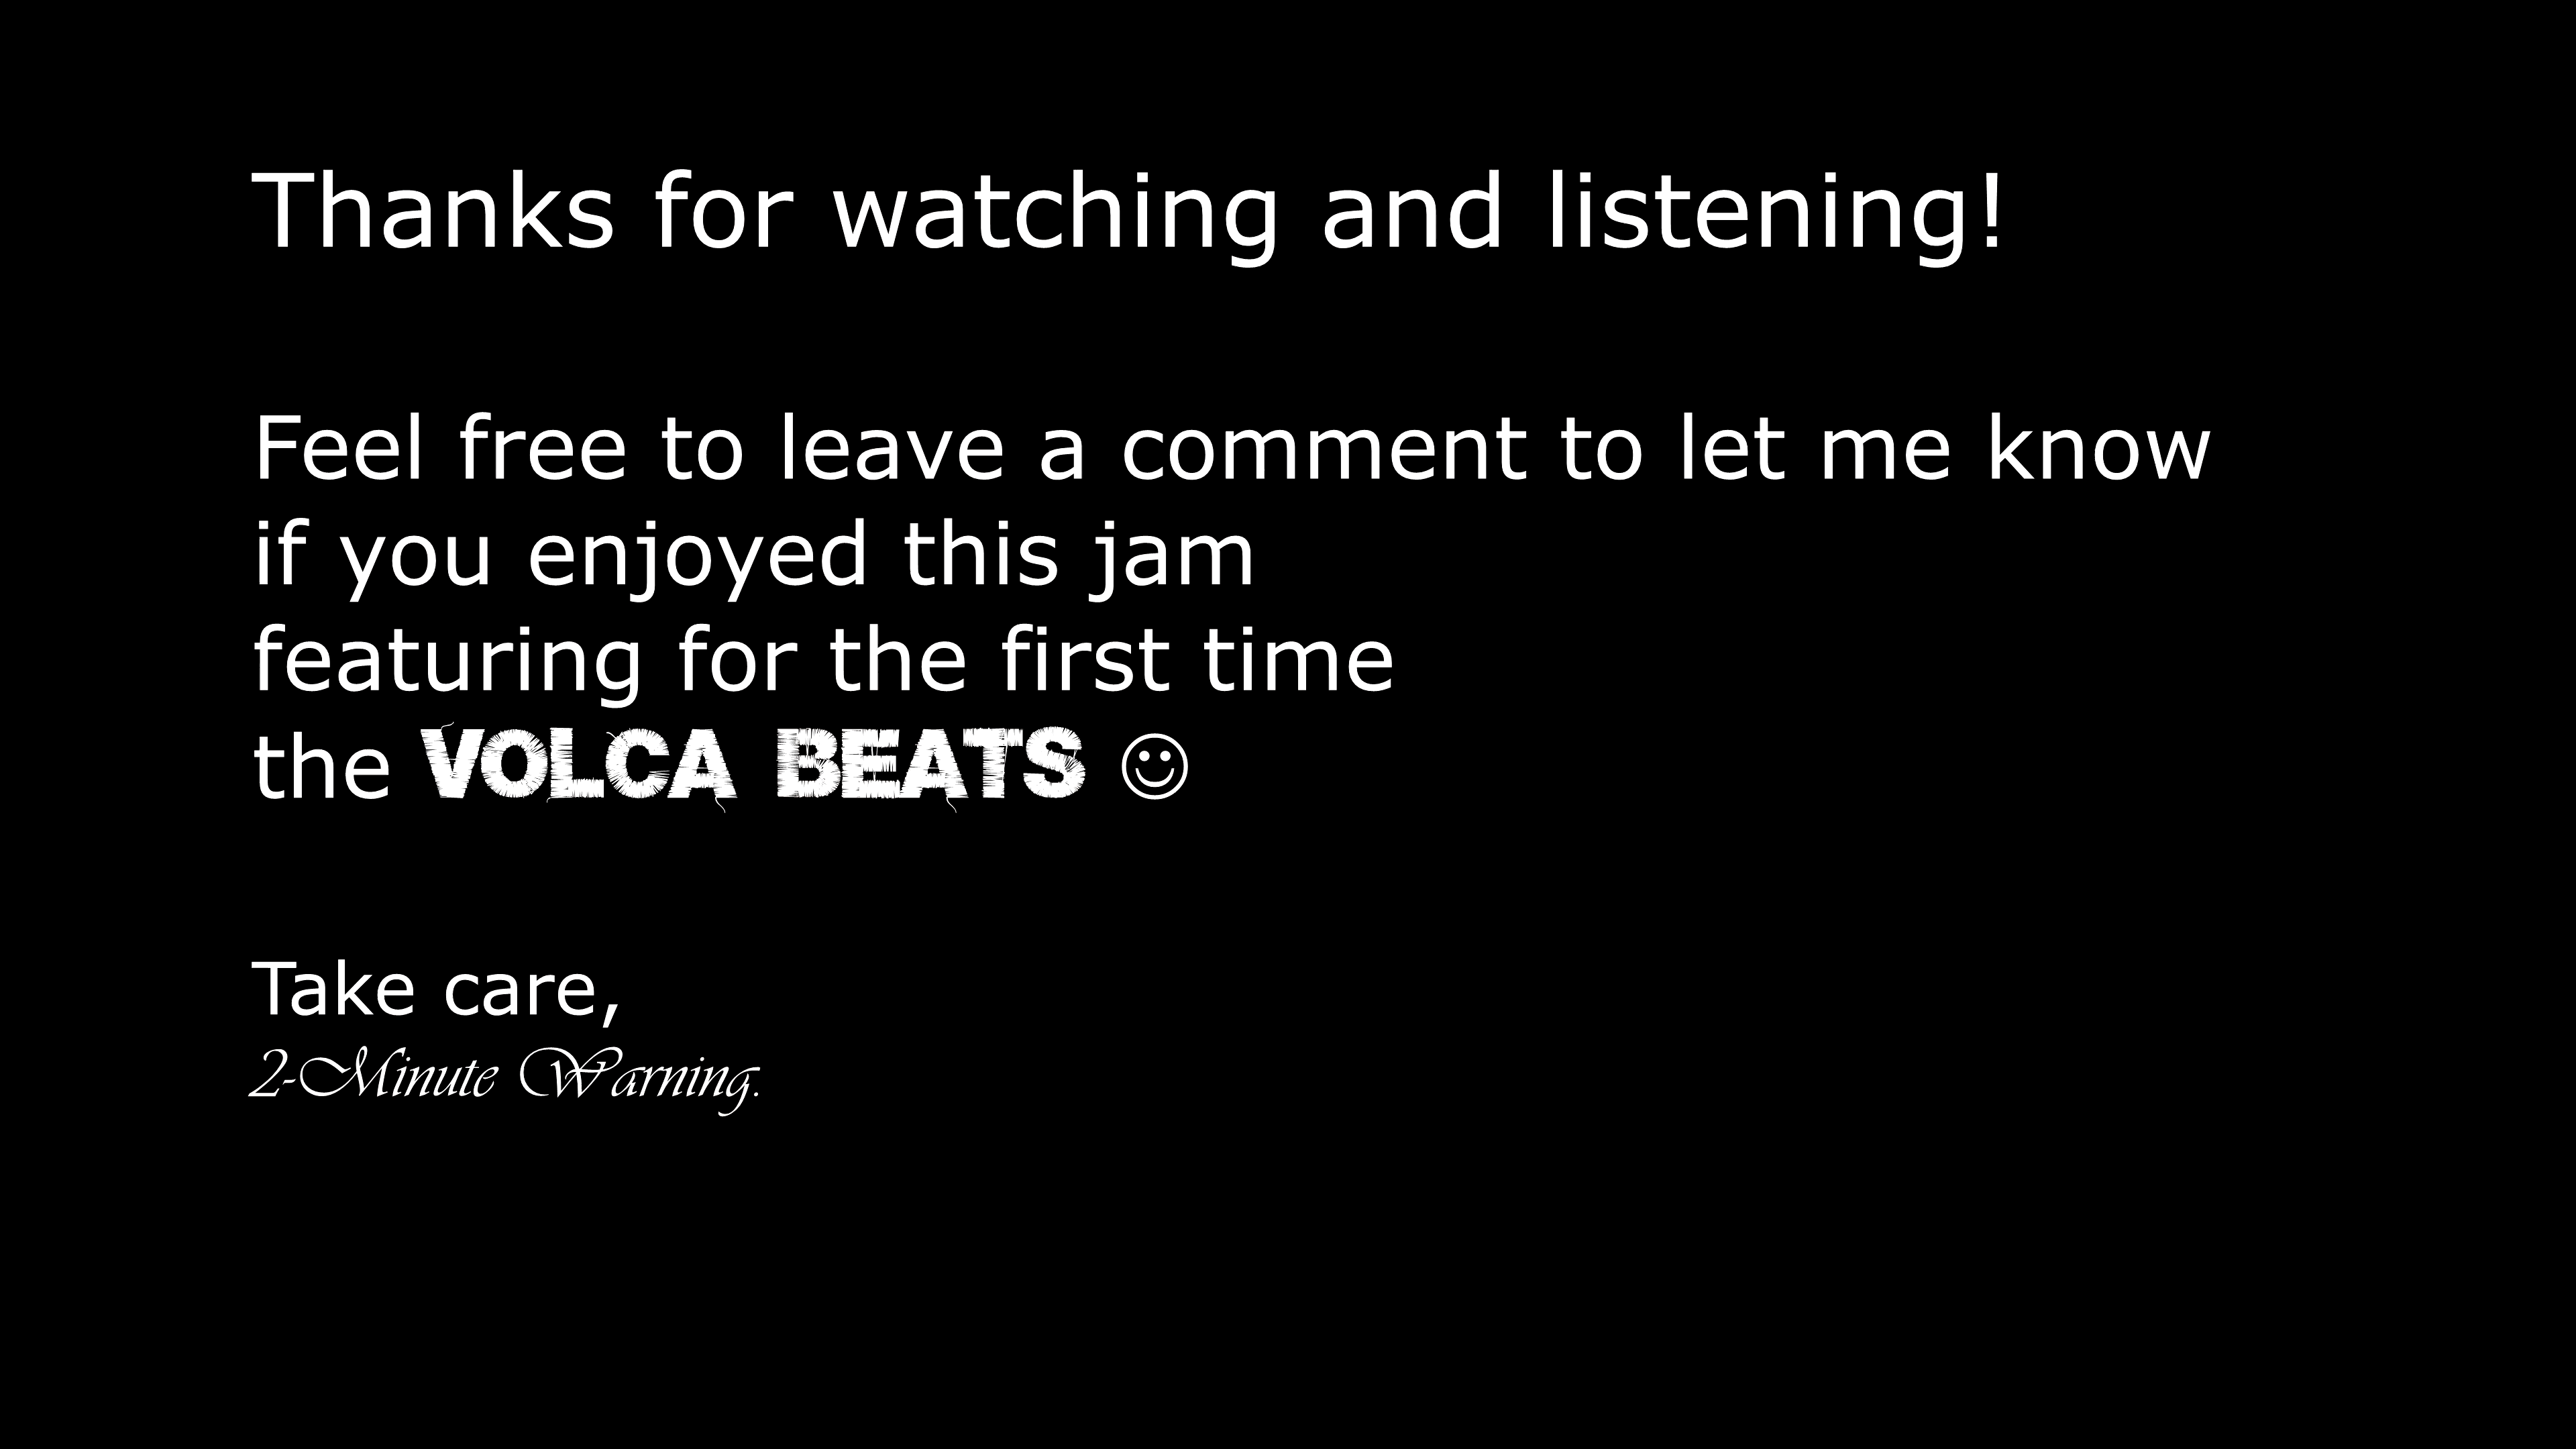 Thanks for watching and listening!
Feel free to leave a comment to let me know
if you enjoyed this jam
featuring for the first time
the VOLCA BEATS ☺
Take care,
2-Minute Warning.